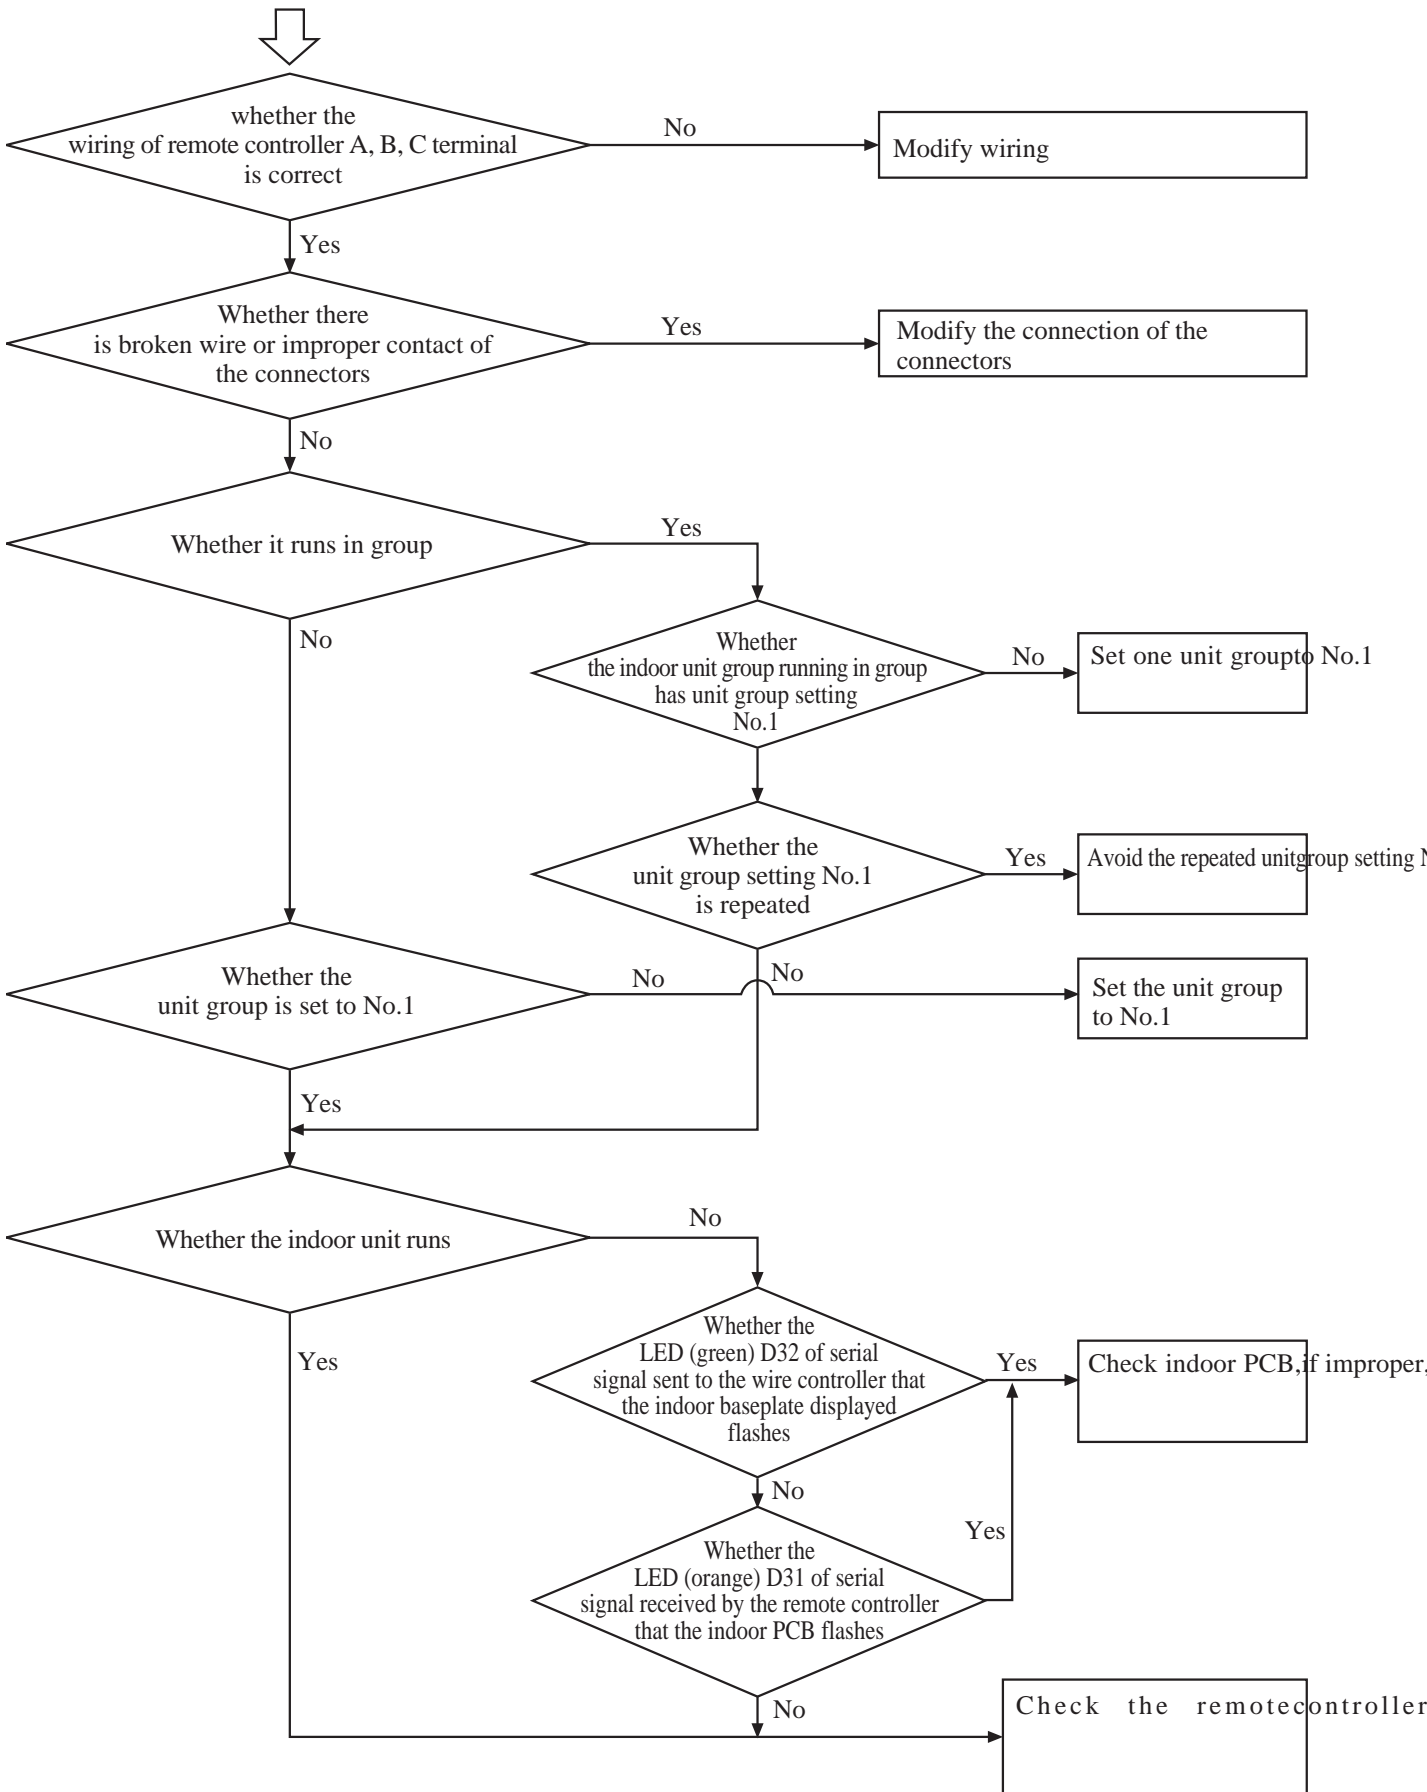 whether the
wiring of remote controller A, B, C terminal
is correct
No
Modify wiring
Yes
Whether there
is broken wire or improper contact of
the connectors
Yes
Modify the connection of the
connectors
No
Whether it runs in group
Yes
No
Whether
the indoor unit group running in group
has unit group setting
No.1
No
Set one unit groupto No.1
Whether the
unit group setting No.1
is repeated
Yes
Avoid the repeated unitgroup setting
Whether the
unit group is set to No.1
No
No
Set the unit group
to No.1
Yes
Whether the indoor unit runs
No
Yes
Whether the
LED (green) D32 of serial
signal sent to the wire controller that
the indoor baseplate displayed
flashes
Yes
Check indoor PCB,if improper,
No
Whether the
LED (orange) D31 of serial
signal received by the remote controller
that the indoor PCB flashes
Yes
No
Check the remotecontroller